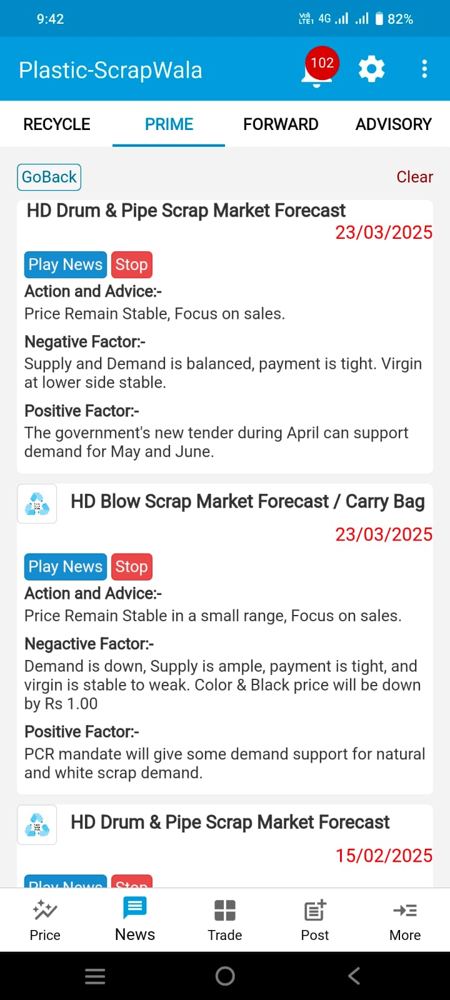 9:42
Vol) LTE1 4G 82%
Plastic-ScrapWala
102
RECYCLE PRIME FORWARD ADVISORY
GoBack Clear
HD Drum & Pipe Scrap Market Forecast
23/03/2025
Play News Stop
Action and Advice:-
Price Remain Stable, Focus on sales.
Negative Factor:-
Supply and Demand is balanced, payment is tight. Virgin
at lower side stable.
Positive Factor:-
The government's new tender during April can support
demand for May and June.
HD Blow Scrap Market Forecast / Carry Bag
23/03/2025
Play News Stop
Action and Advice:-
Price Remain Stable in a small range, Focus on sales.
Negactive Factor:-
Demand is down, Supply is ample, payment is tight, and
virgin is stable to weak. Color & Black price will be down
by Rs 1.00
Positive Factor:-
PCR mandate will give some demand support for natural
and white scrap demand.
HD Drum & Pipe Scrap Market Forecast
15/02/2025
Play News Stop
Price News Trade Post More